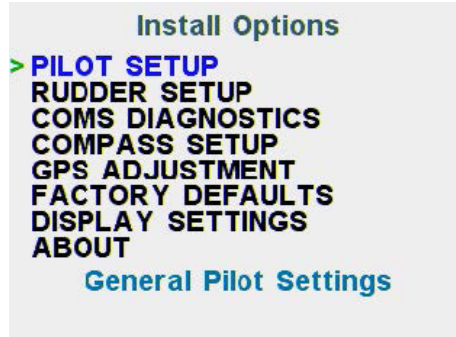 Install Options
> PILOT SETUP
RUDDER SETUP
COMS DIAGNOSTICS
COMPASS SETUP
GPS ADJUSTMENT
FACTORY DEFAULTS
DISPLAY SETTINGS
ABOUT
General Pilot Settings